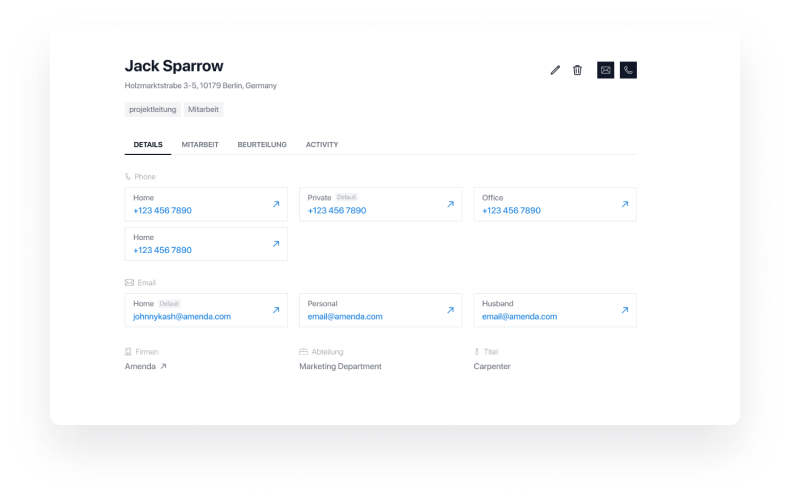 Jack Sparrow
Holzmarktstrabe 3-5, 10179 Berlin, Germany
projektleitung Mitarbeit
DETAILS MITARBEIT BEURTEILUNG ACTIVITY
Phone
Home
+123 456 7890
Private Default
+123 456 7890
Office
+123 456 7890
Home
+123 456 7890
Email
Home Default
johnnykash@amenda.com
Personal
email@amenda.com
Husband
email@amenda.com
Firmen
Amenda
Abteilung
Marketing Department
Titel
Carpenter